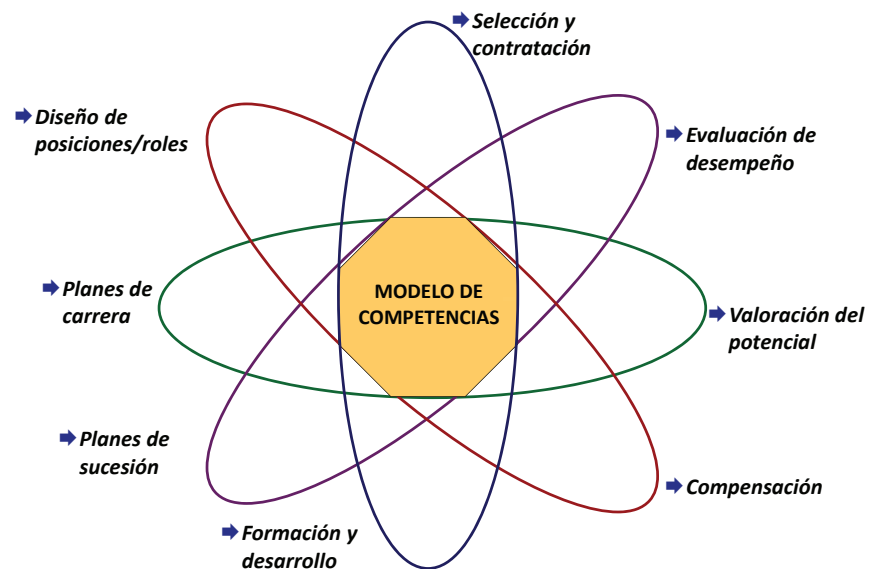 Selección y
contratación
Diseño de
posiciones/roles
Evaluación de
desempeño
Planes de
carrera
MODELO DE
COMPETENCIAS
Valoración del
potencial
Planes de
sucesión
Compensación
Formación y
desarrollo